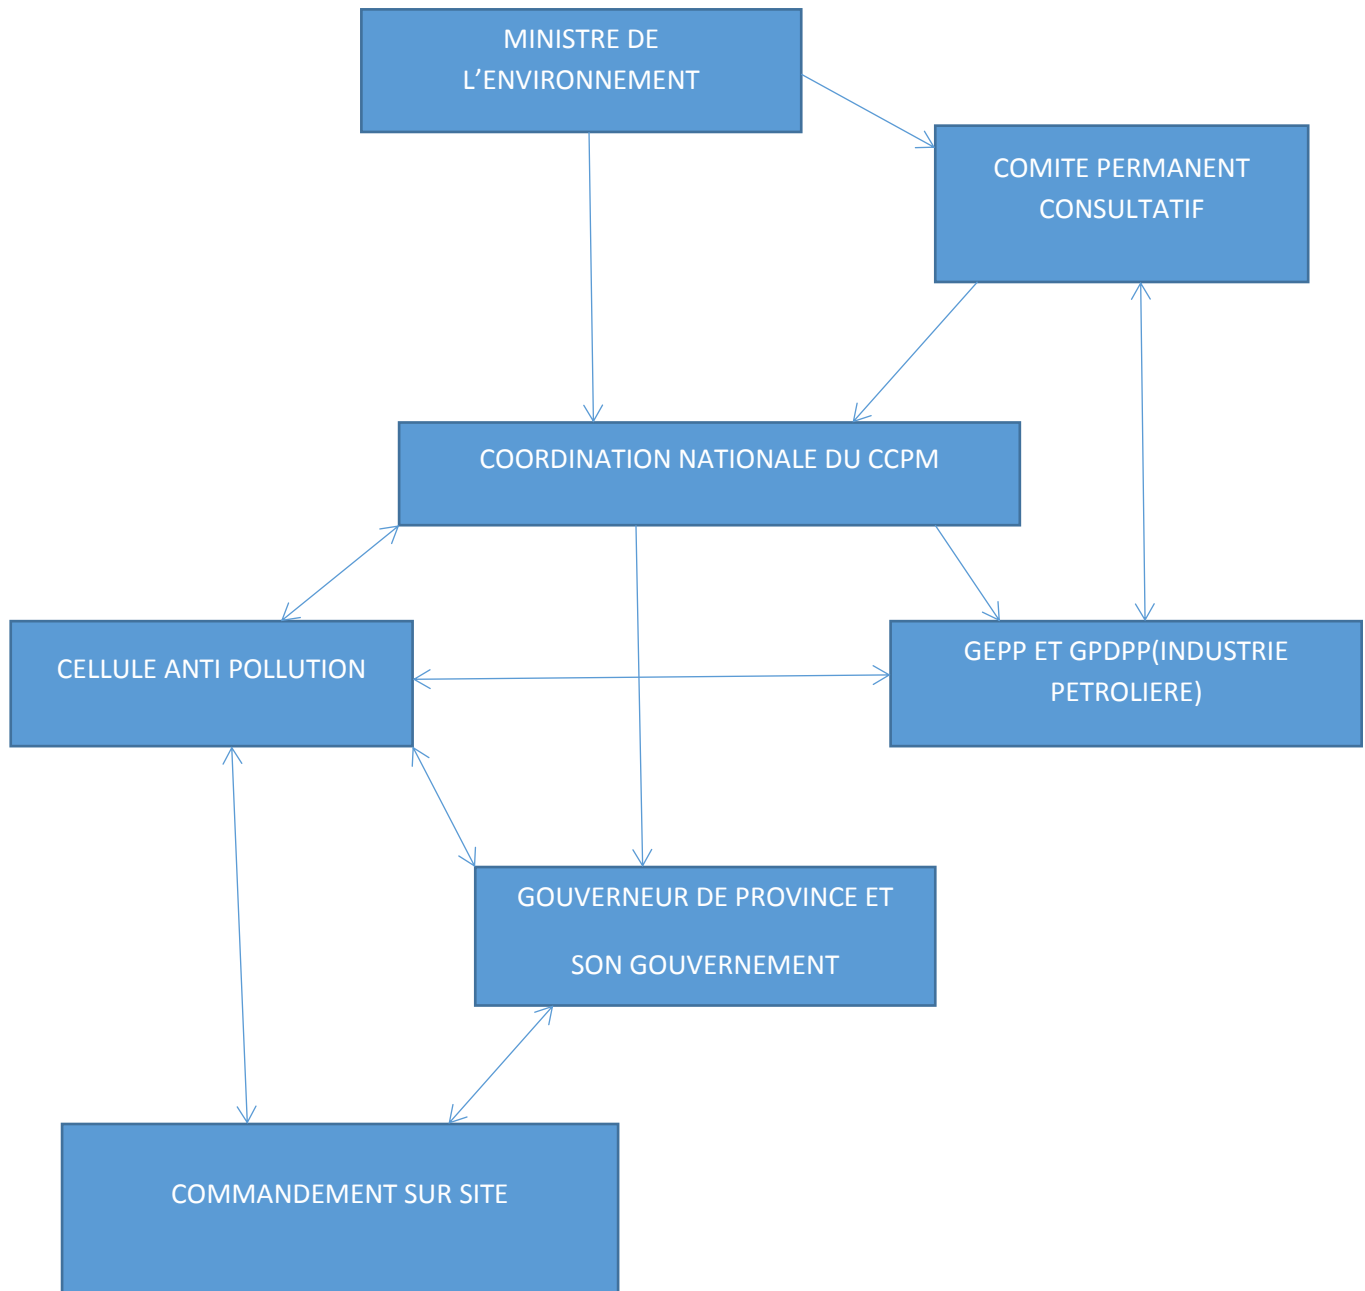 MINISTRE DE
L’ENVIRONNEMENT
COMITE PERMANENT
CONSULTATIF
COORDINATION NATIONALE DU CCPM
CELLULE ANTI POLLUTION
GEPP ET GPDPP(INDUSTRIE
PETROLIERE)
GOUVERNEUR DE PROVINCE ET
SON GOUVERNEMENT
COMMANDEMENT SUR SITE